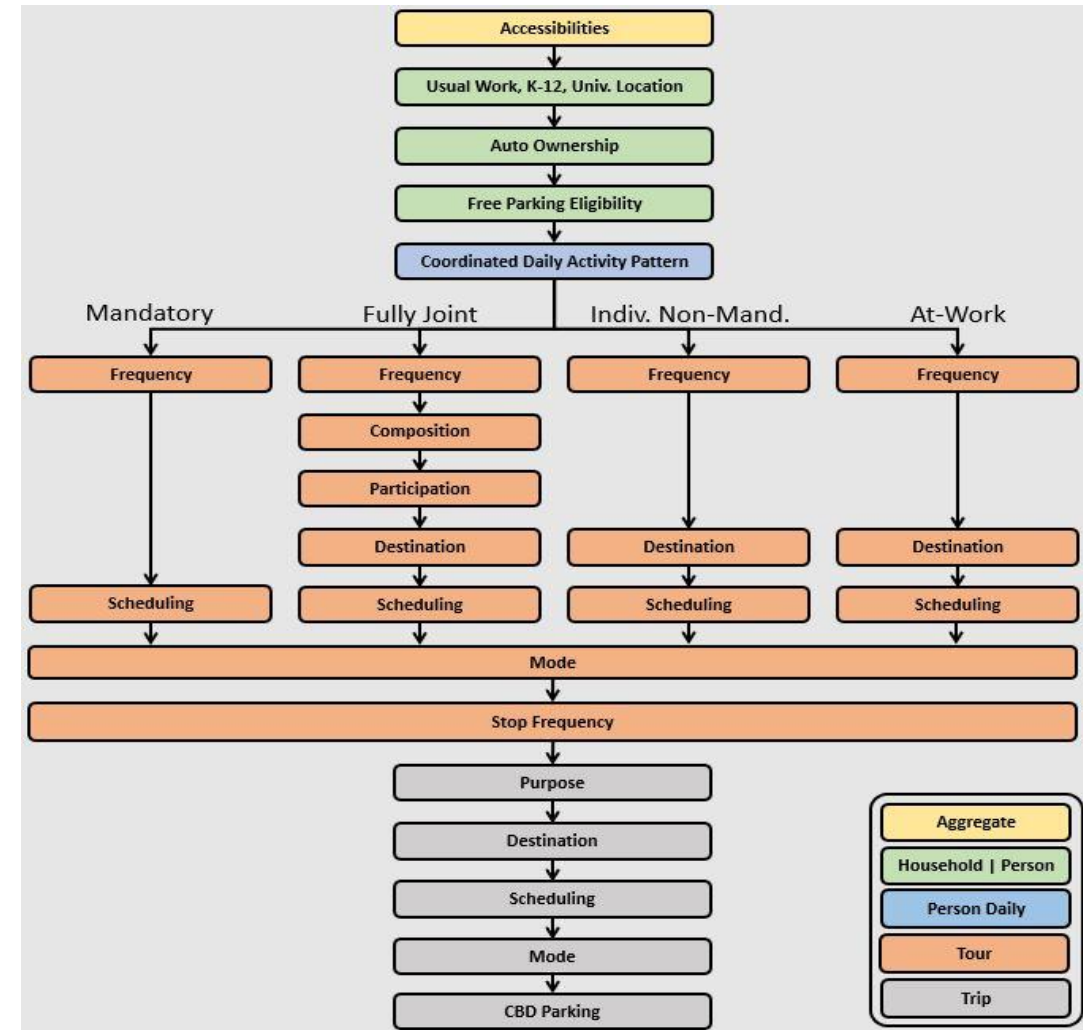 Accessibilities
Usual Work, K-12, Univ. Location
Auto Ownership
Free Parking Eligibility
Coordinated Daily Activity Pattern
Mandatory
Fully Joint
Indiv. Non-Mand.
At-Work
Frequency
Frequency
Frequency
Frequency
Composition
Participation
Destination
Destination
Destination
Scheduling
Scheduling
Scheduling
Scheduling
Mode
Stop Frequency
Purpose
Destination
Scheduling
Mode
CBD Parking
Aggregate
Household | Person
Person Daily
Tour
Trip